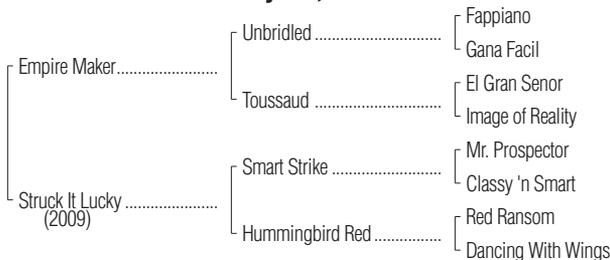 Fappiano
Unbridled
Gana Facil
Empire Maker
El Gran Senor
Toussaud
Image of Reality
Mr. Prospector
Smart Strike
Classy 'n Smart
Struck It Lucky
(2009)
Red Ransom
Hummingbird Red
Dancing With Wings